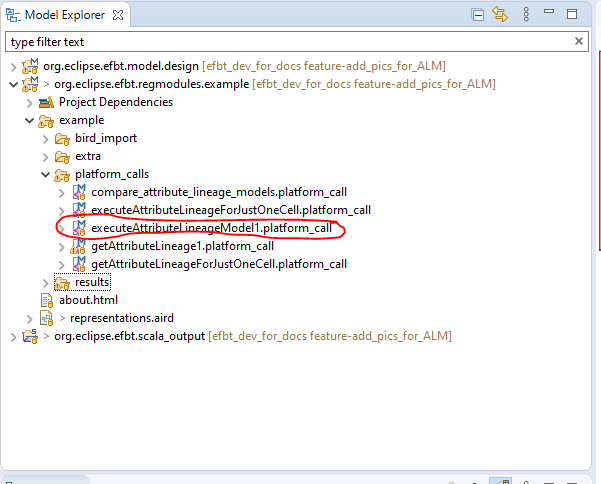 Model Explorer
type filter text
org.eclipse.efbt.model.design [efbt_dev_for_docs feature-add_pics_for_ALM]
> org.eclipse.efbt.regmodules.example [efbt_dev_for_docs feature-add_pics_for_ALM]
Project Dependencies
example
bird_import
extra
platform_calls
compare_attribute_lineage_models.platform_call
executeAttributeLineageForJustOneCell.platform_call
executeAttributeLineageModel1.platform_call
getAttributeLineage1.platform_call
getAttributeLineageForJustOneCell.platform_call
results
about.html
> representations.aird
> org.eclipse.efbt.scala_output [efbt_dev_for_docs feature-add_pics_for_ALM]